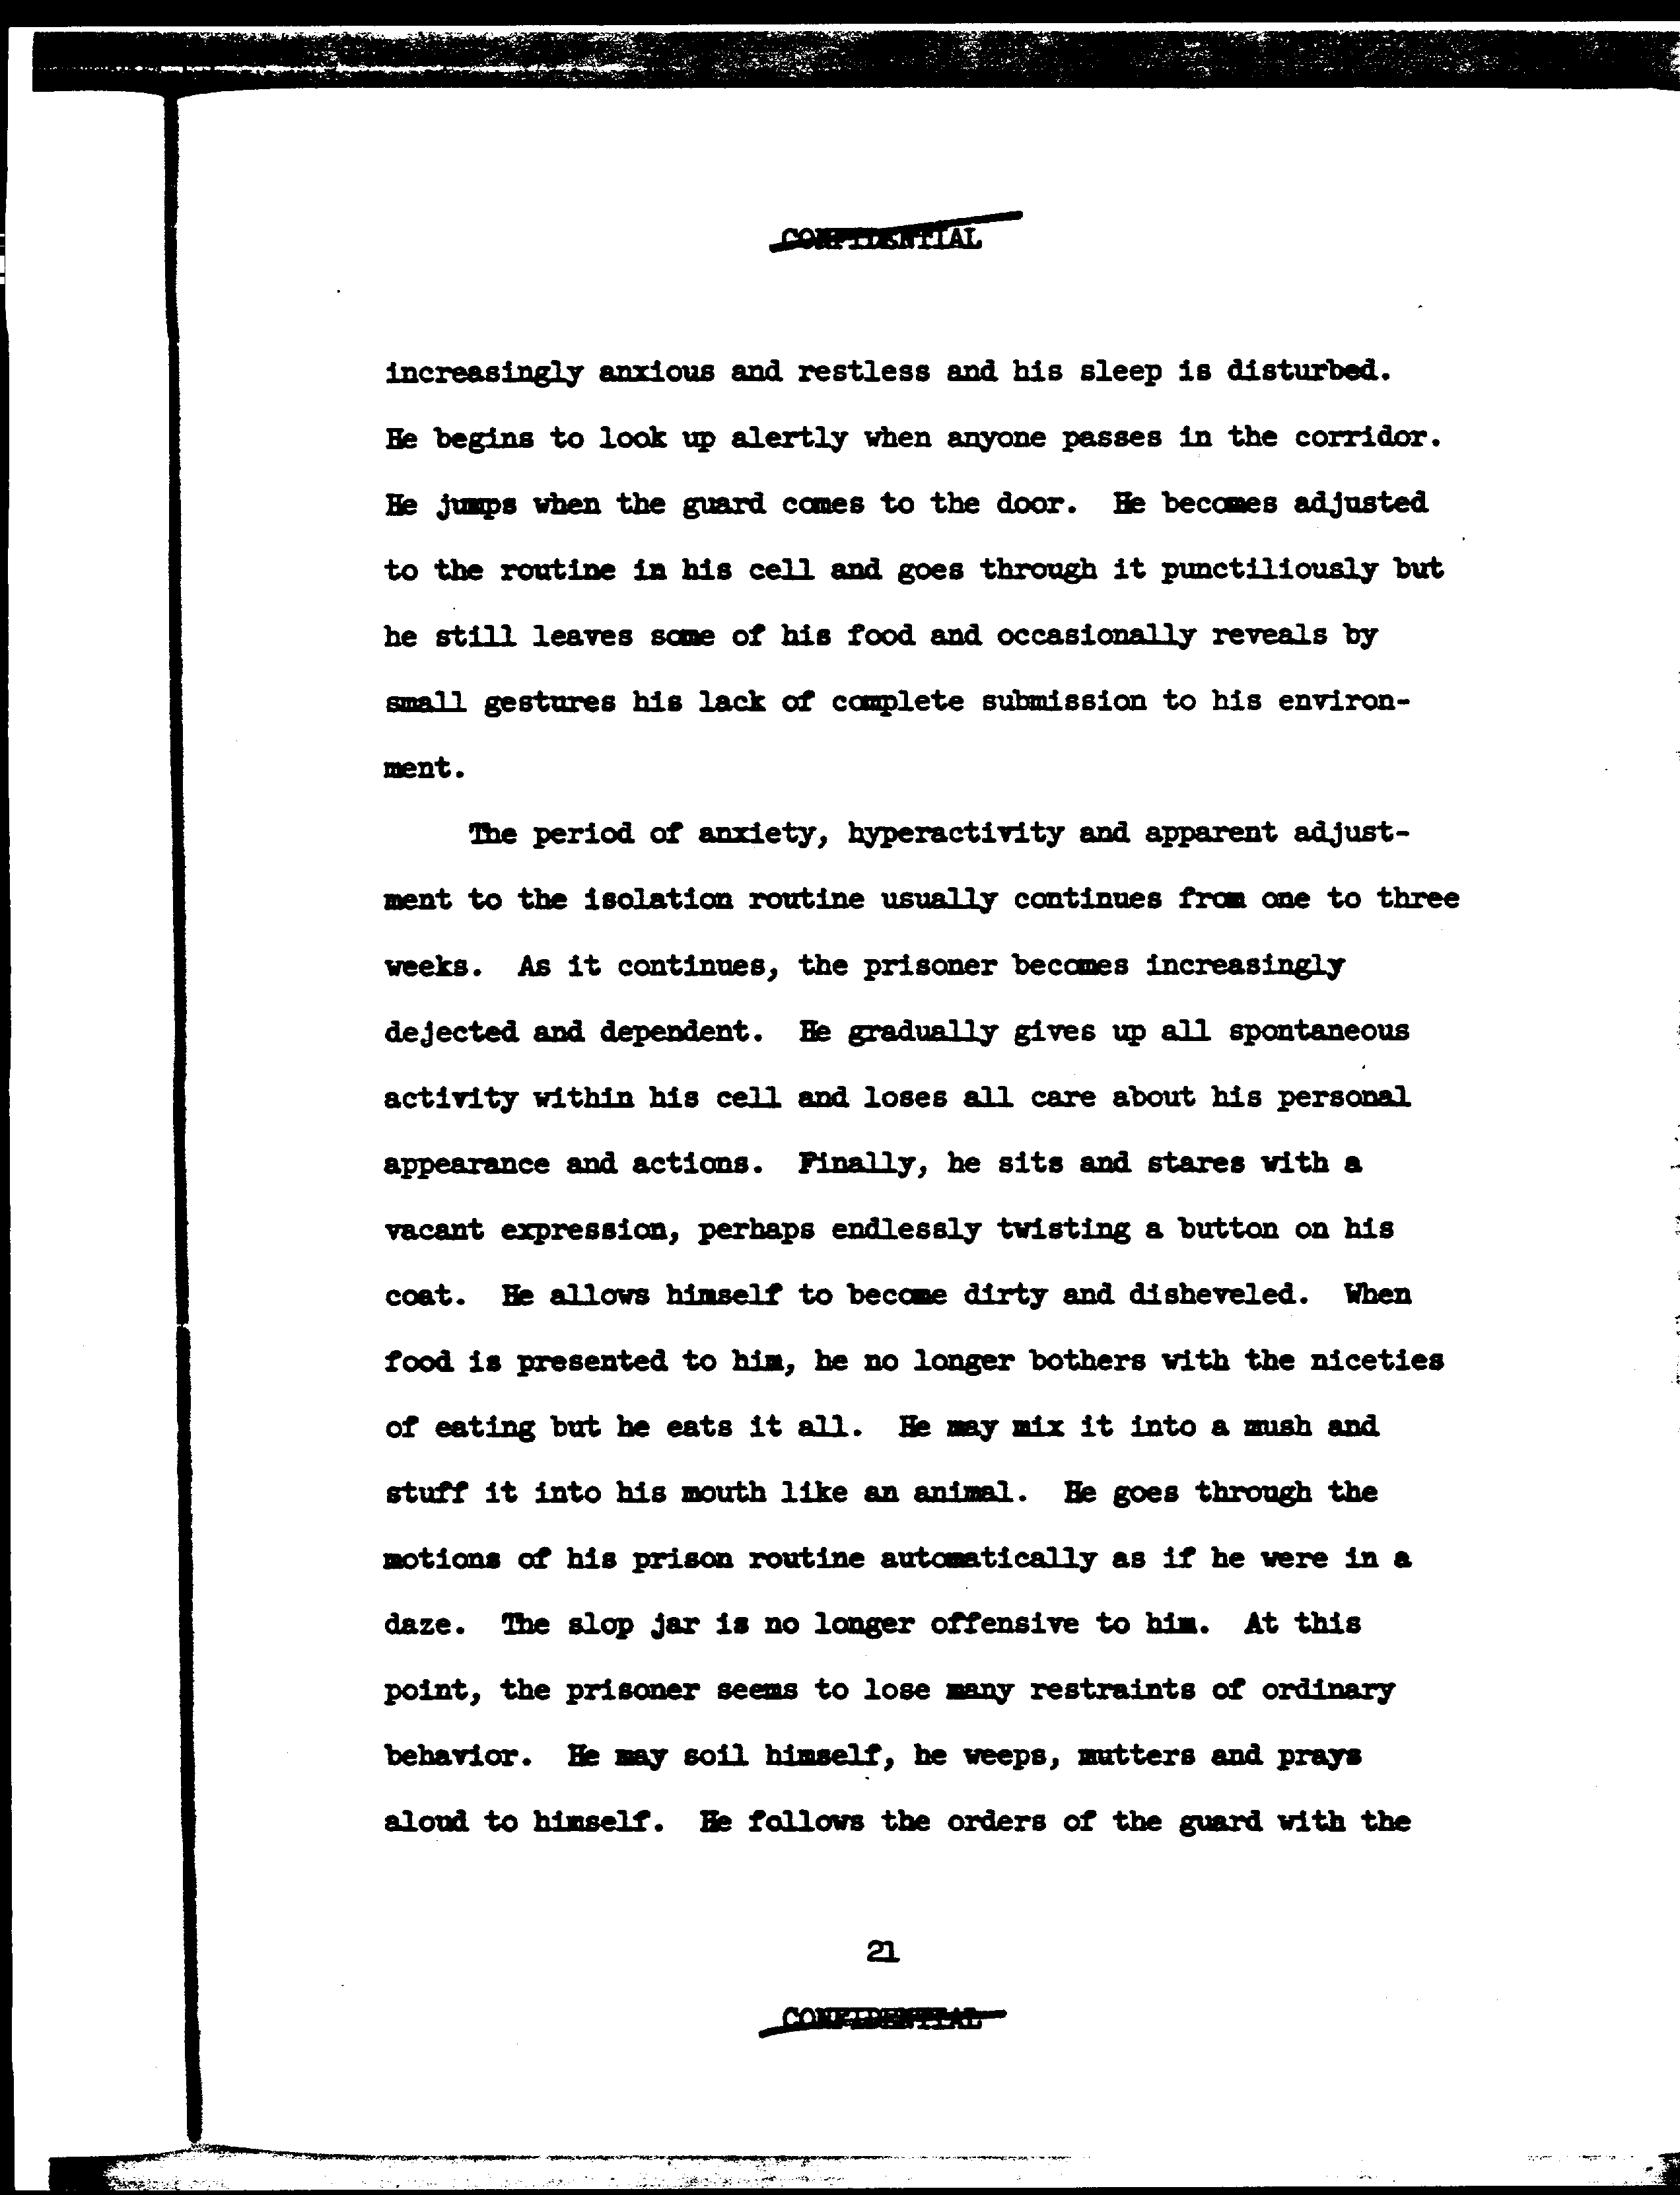 CONFIDENTIAL
increasingly anxious and restless and his sleep is disturbed.
He begins to look up alertly when anyone passes in the corridor.
He jumps when the guard comes to the door. He becomes adjusted
to the routine in his cell and goes through it punctiliously but
he still leaves some of his food and occasionally reveals by
small gestures his lack of complete submission to his environ-
ment.
The period of anxiety, hyperactivity and apparent adjust-
ment to the isolation routine usually continues from one to three
weeks. As it continues, the prisoner becomes increasingly
dejected and dependent. He gradually gives up all spontaneous
activity within his cell and loses all care about his personal
appearance and actions. Finally, he sits and stares with a
vacant expression, perhaps endlessly twisting a button on his
coat. He allows himself to become dirty and disheveled. When
food is presented to him, he no longer bothers with the niceties
of eating but he eats it all. He may mix it into a mush and
stuff it into his mouth like an animal. He goes through the
motions of his prison routine automatically as if he were in a
daze. The slop jar is no longer offensive to him. At this
point, the prisoner seems to lose many restraints of ordinary
behavior. He may soil himself, he weeps, mutters and prays
aloud to himself. He follows the orders of the guard with the
21
CONFIDENTIAL